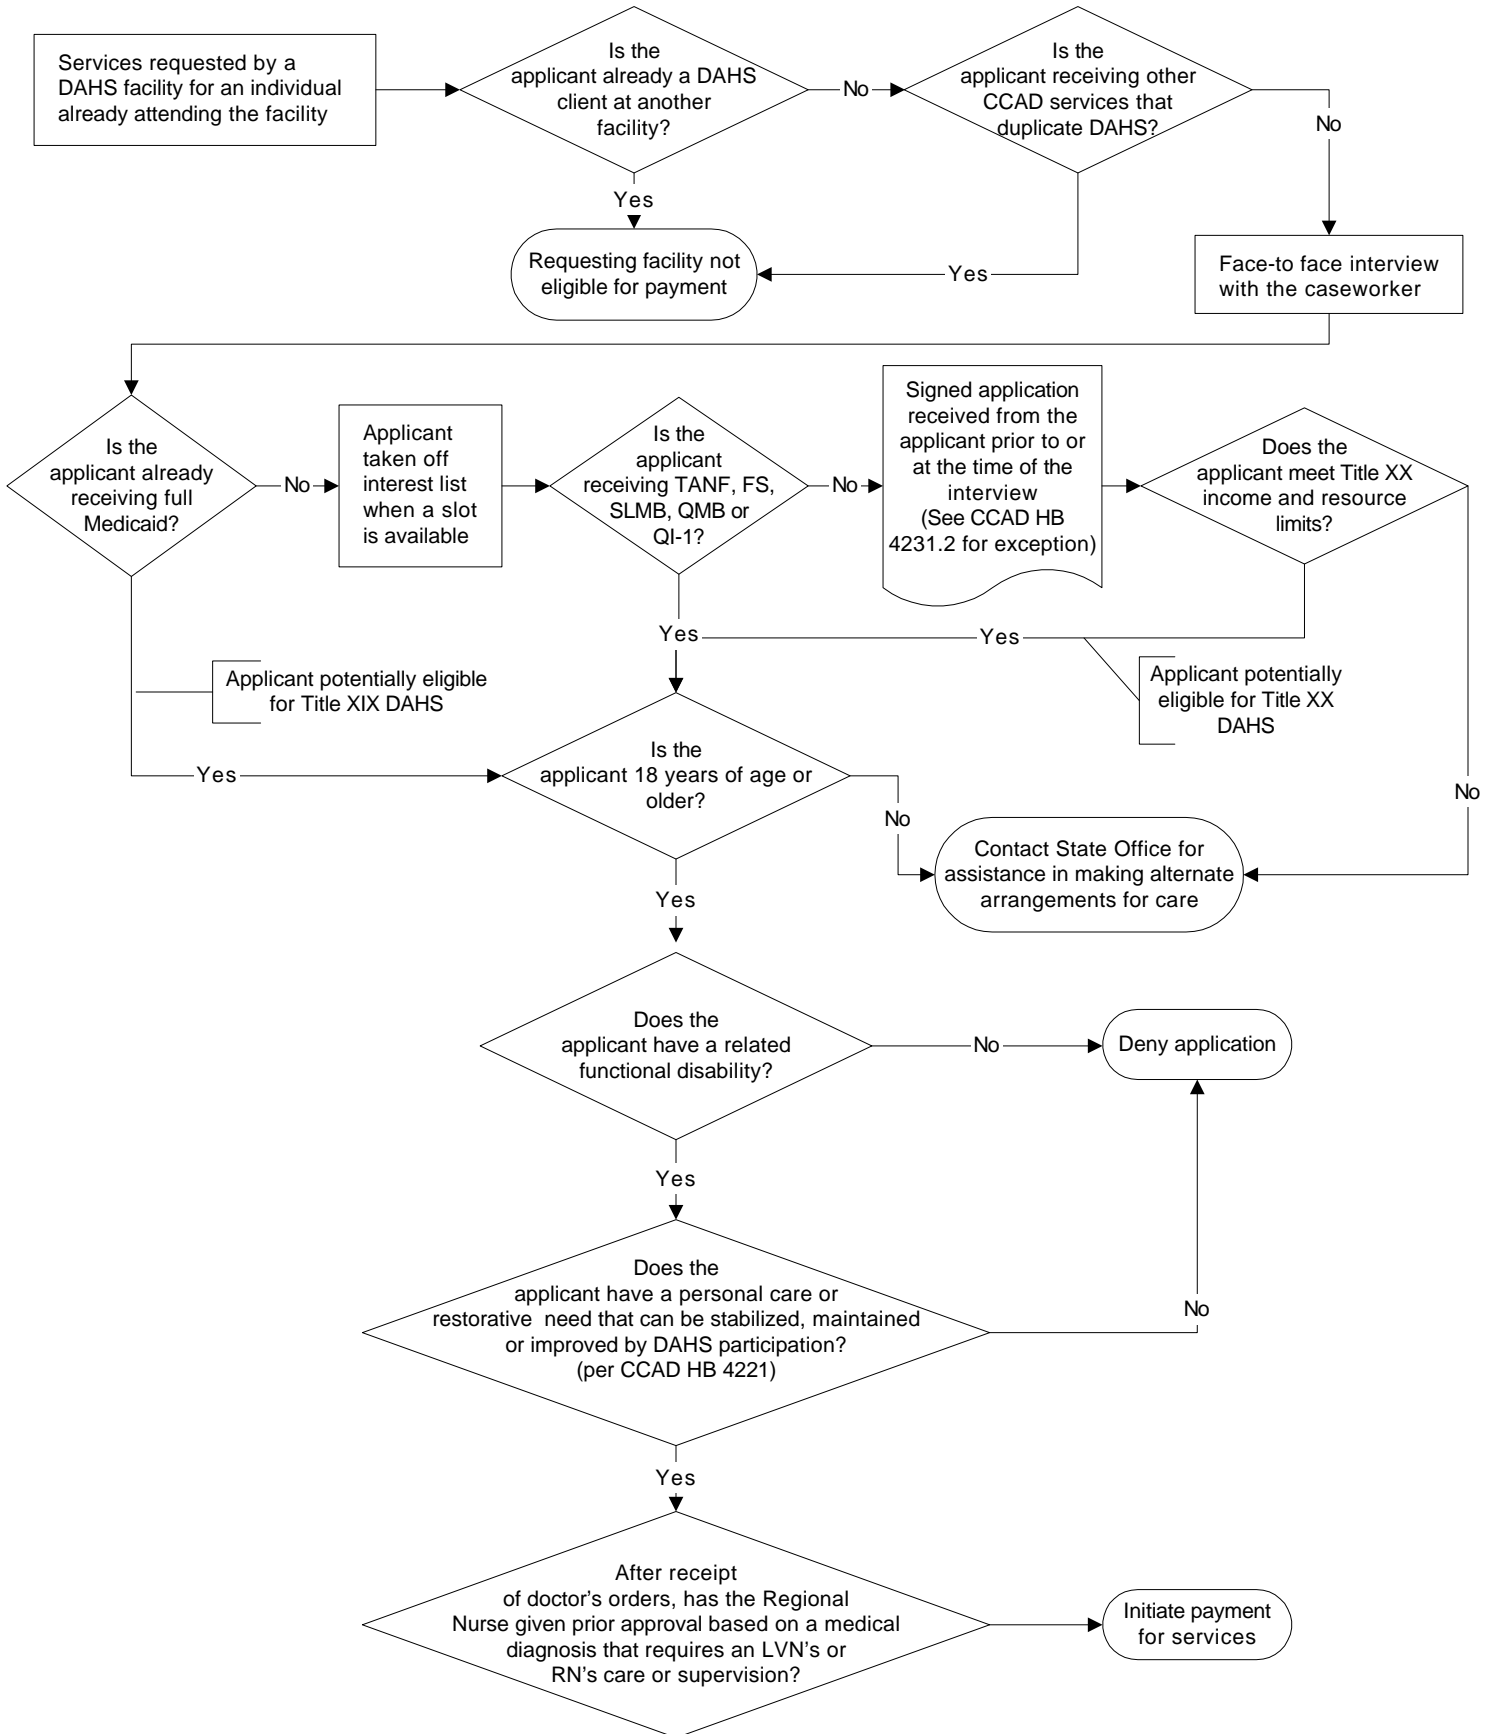 Services requested by a
DAHS facility for an individual
already attending the facility
Is the
applicant already a DAHS
client at another
facility?
No
Is the
applicant receiving other
CCAD services that
duplicate DAHS?
No
Yes
Requesting facility not
eligible for payment
Yes
Face-to face interview
with the caseworker
Is the
applicant already
receiving full
Medicaid?
No
Applicant
taken off
interest list
when a slot
is available
Is the
applicant
receiving TANF, FS,
SLMB, QMB or
QI-1?
No
Signed application
received from the
applicant prior to or
at the time of the
interview
(See CCAD HB
4231.2 for exception)
Does the
applicant meet Title XX
income and resource
limits?
Yes
Yes
Applicant potentially eligible
for Title XIX DAHS
Applicant potentially
eligible for Title XX
DAHS
Yes
Is the
applicant 18 years of age or
older?
No
No
Contact State Office for
assistance in making alternate
arrangements for care
Yes
Does the
applicant have a related
functional disability?
No
Deny application
Yes
Does the
applicant have a personal care or
restorative need that can be stabilized, maintained
or improved by DAHS participation?
(per CCAD HB 4221)
No
Yes
After receipt
of doctor's orders, has the Regional
Nurse given prior approval based on a medical
diagnosis that requires an LVN's or
RN's care or supervision?
Initiate payment
for services